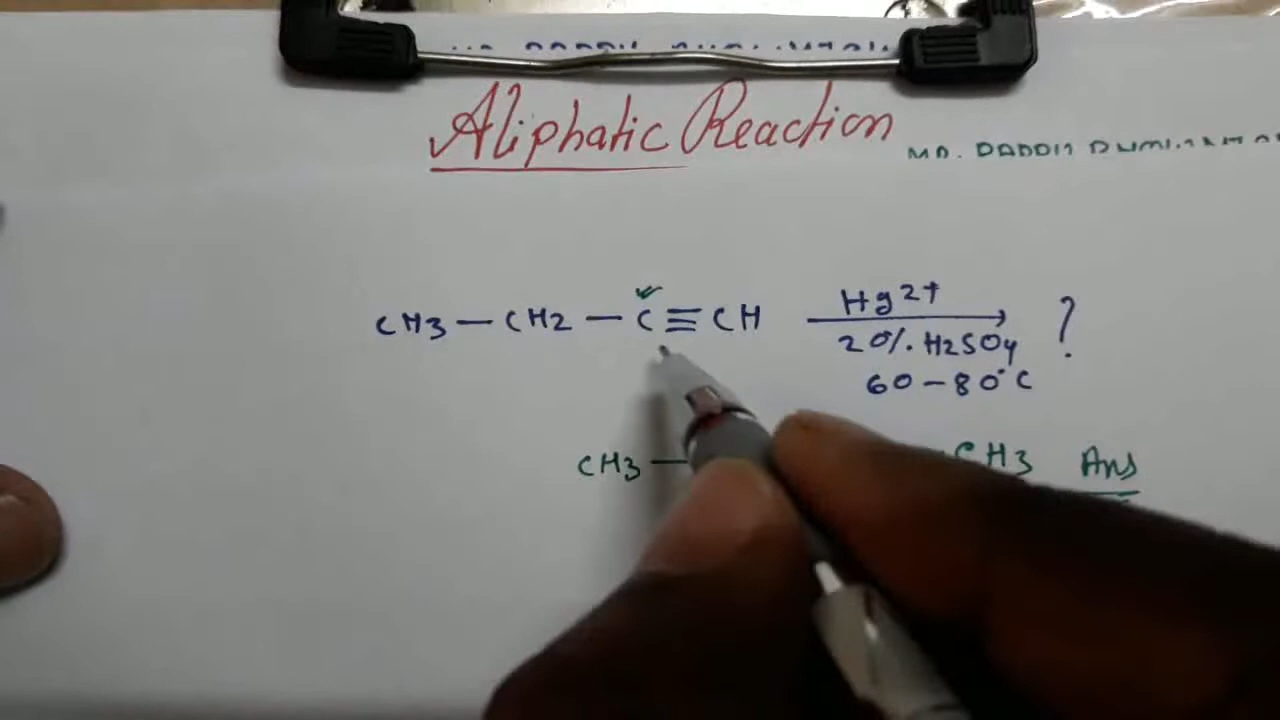 Aliphatic Reaction
CH3 — CH2 — C ≡ CH
Hg2+
20% H2SO4
60 - 80°C
?
CH3 — CH3 Ans